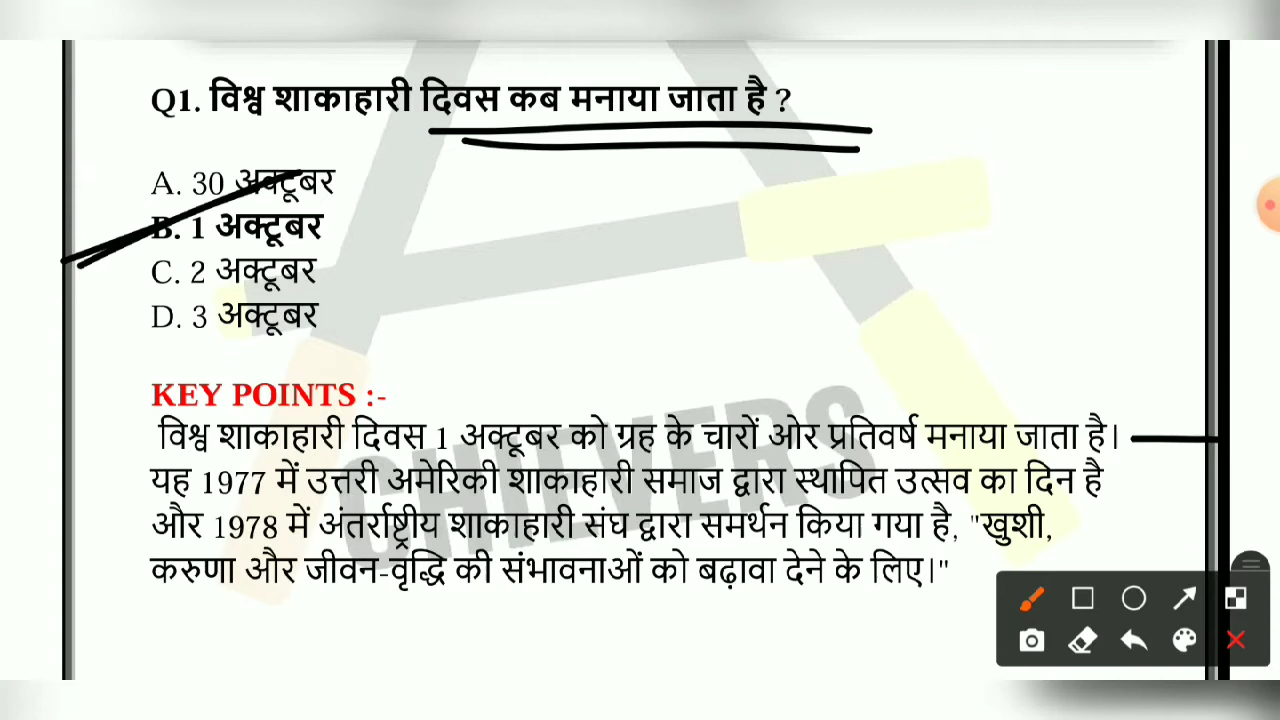 Q1. विश्व शाकाहारी दिवस कब मनाया जाता है ?
A. 30 अक्टूबर
B. 1 अक्टूबर
C. 2 अक्टूबर
D. 3 अक्टूबर
KEY POINTS :-
विश्व शाकाहारी दिवस 1 अक्टूबर को ग्रह के चारों ओर प्रतिवर्ष मनाया जाता है।
यह 1977 में उत्तरी अमेरिकी शाकाहारी समाज द्वारा स्थापित उत्सव का दिन है
और 1978 में अंतर्राष्ट्रीय शाकाहारी संघ द्वारा समर्थन किया गया है, "खुशी,
करुणा और जीवन-वृद्धि की संभावनाओं को बढ़ावा देने के लिए।"
CHIEVERS